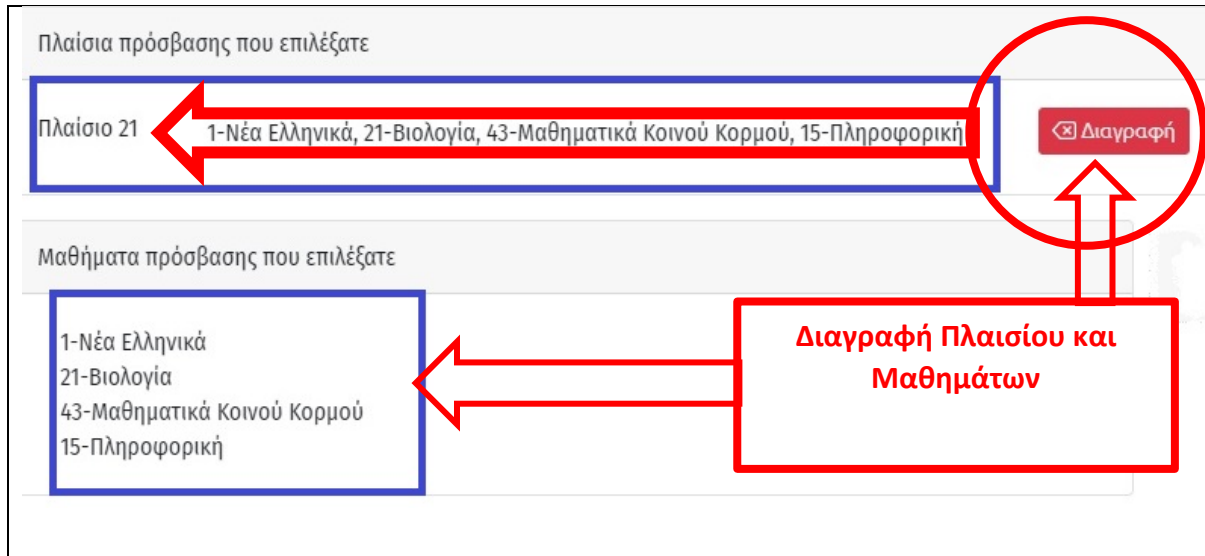 Πλαίσια πρόσβασης που επιλέξατε
Πλαίσιο 21 1-Νέα Ελληνικά, 21-Βιολογία, 43-Μαθηματικά Κοινού Κορμού, 15-Πληροφορική Διαγραφή
Μαθήματα πρόσβασης που επιλέξατε
1-Νέα Ελληνικά
21-Βιολογία
43-Μαθηματικά Κοινού Κορμού
15-Πληροφορική
Διαγραφή Πλαισίου και
Μαθημάτων